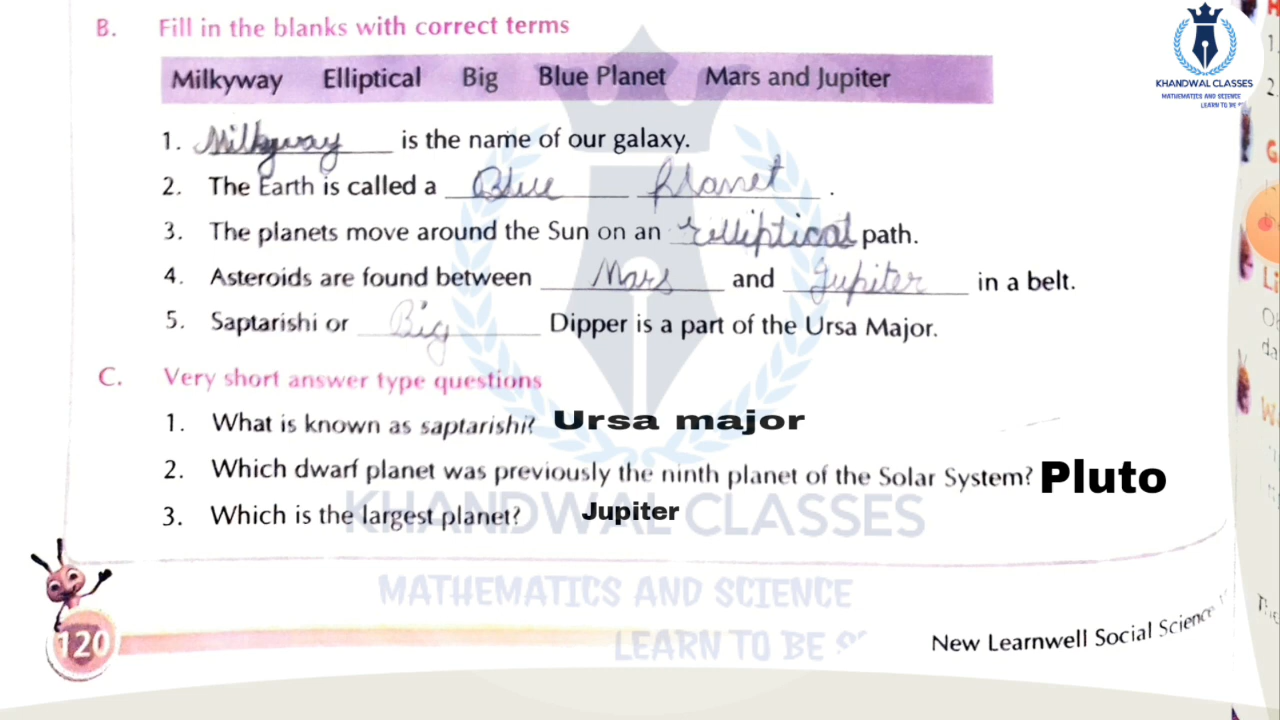 B. Fill in the blanks with correct terms
Milkyway Elliptical Big Blue Planet Mars and Jupiter
1. Milkyway is the name of our galaxy.
2. The Earth is called a Blue Planet .
3. The planets move around the Sun on an elliptical path.
4. Asteroids are found between Mars and Jupiter in a belt.
5. Saptarishi or Big Dipper is a part of the Ursa Major.
C. Very short answer type questions
1. What is known as saptarishi? Ursa major
2. Which dwarf planet was previously the ninth planet of the Solar System? Pluto
3. Which is the largest planet? Jupiter
KHANDWAL CLASSES
MATHEMATICS AND SCIENCE
LEARN TO BE
120
New Learnwell Social Science
KHANDWAL CLASSES
MATHEMATICS AND SCIENCE
LEARN TO BE